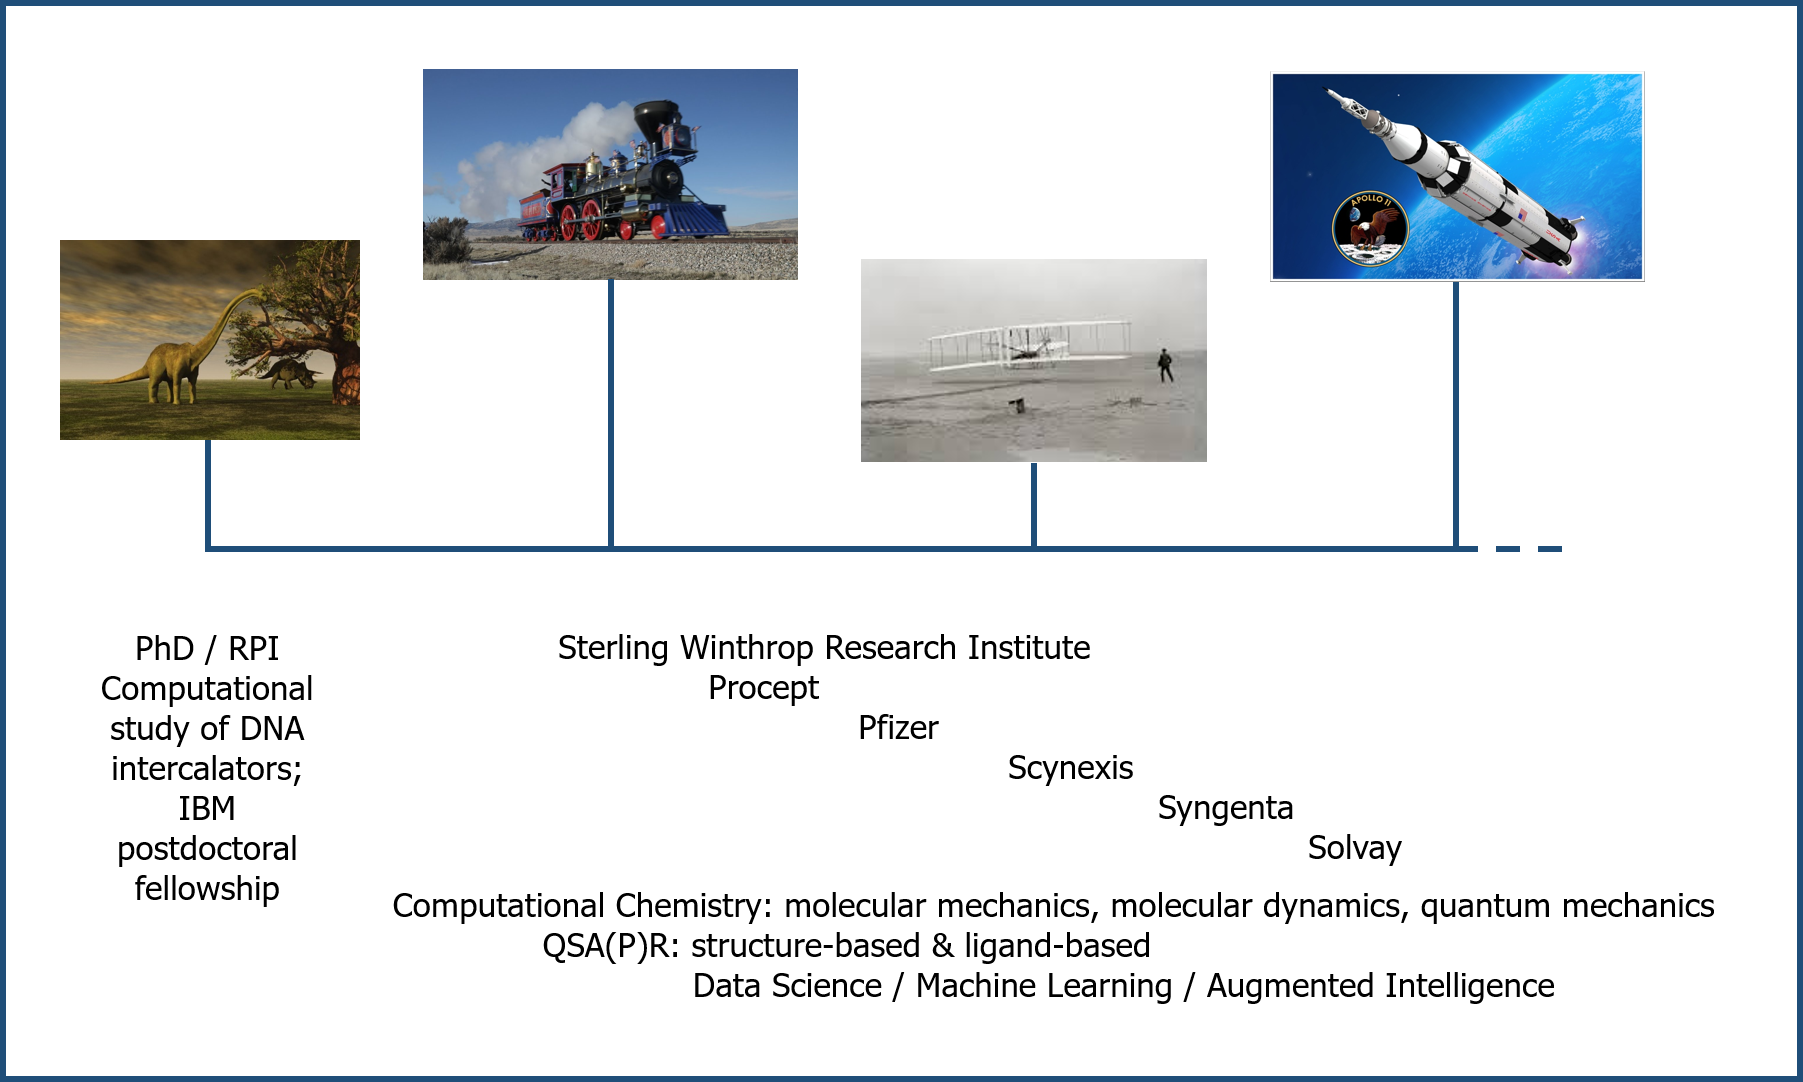 APOLLO 11
PhD / RPI
Computational
study of DNA
intercalators;
IBM
postdoctoral
fellowship
Sterling Winthrop Research Institute
Procept
Pfizer
Scynexis
Syngenta
Solvay
Computational Chemistry: molecular mechanics, molecular dynamics, quantum mechanics
QSA(P)R: structure-based & ligand-based
Data Science / Machine Learning / Augmented Intelligence